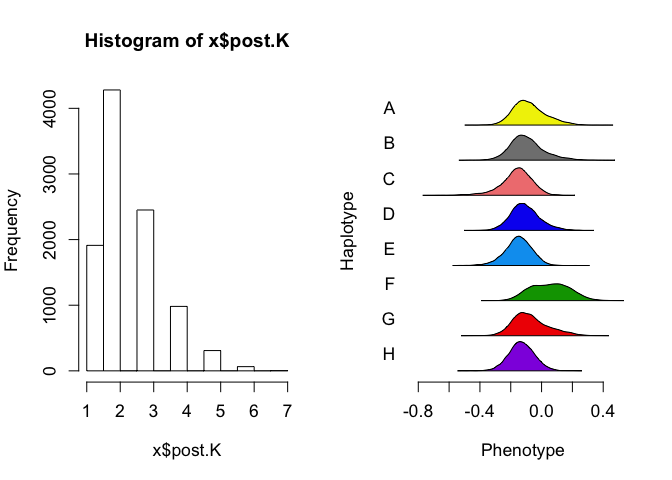 Histogram of x$post.K
Frequency
0
1000
2000
3000
4000
1 2 3 4 5 6 7
x$post.K
Haplotype
A
B
C
D
E
F
G
H
-0.8 -0.4 0.0 0.4
Phenotype